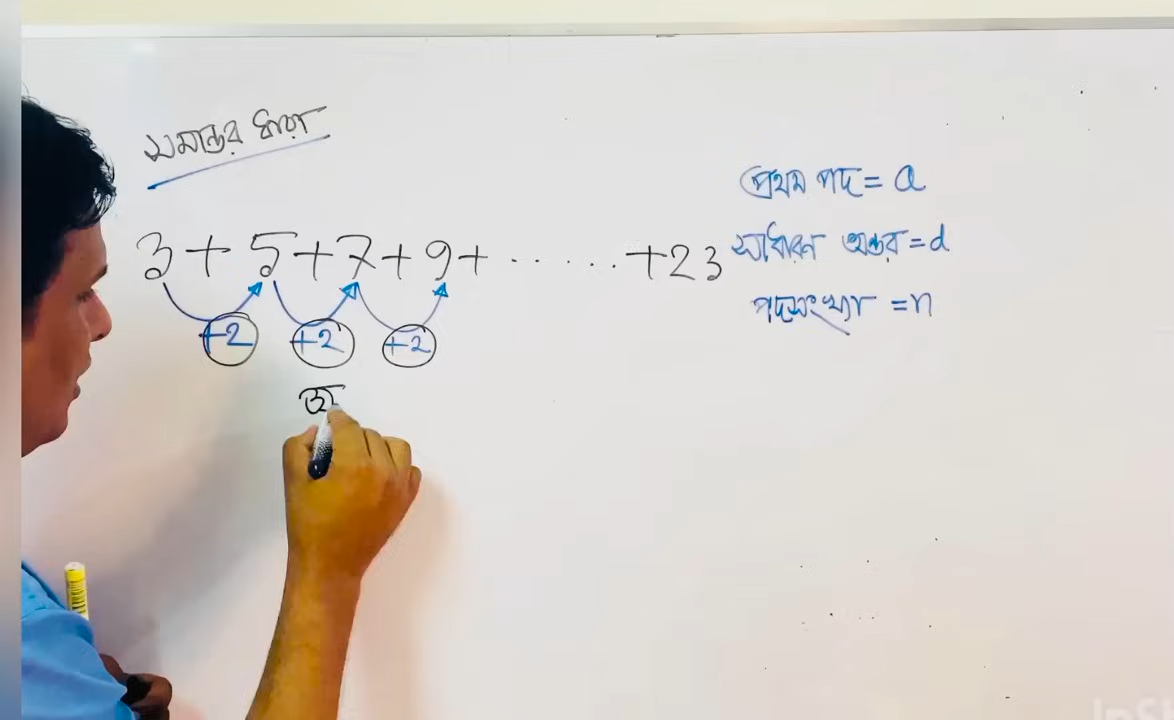 সমান্তর ধারা
3 + 5 + 7 + 9 + ...... + 23
+2 +2 +2
অ
প্রথম পদ = a
সাধারণ অন্তর = d
পদসংখ্যা = n